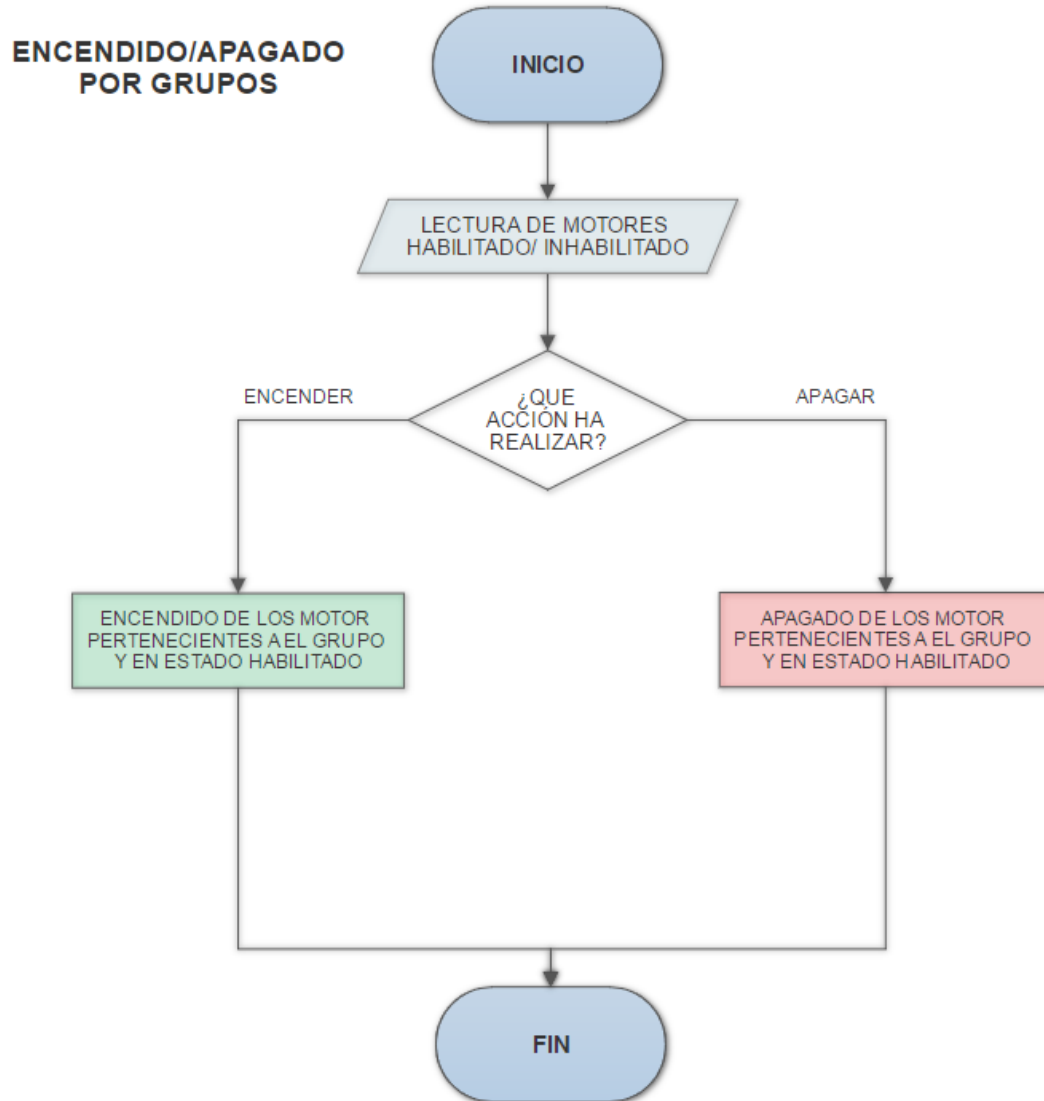 ENCENDIDO/APAGADO
POR GRUPOS
INICIO
LECTURA DE MOTORES
HABILITADO/ INHABILITADO
¿QUE
ACCIÓN HA
REALIZAR?
ENCENDER
APAGAR
ENCENDIDO DE LOS MOTOR
PERTENECIENTES A EL GRUPO
Y EN ESTADO HABILITADO
APAGADO DE LOS MOTOR
PERTENECIENTES A EL GRUPO
Y EN ESTADO HABILITADO
FIN